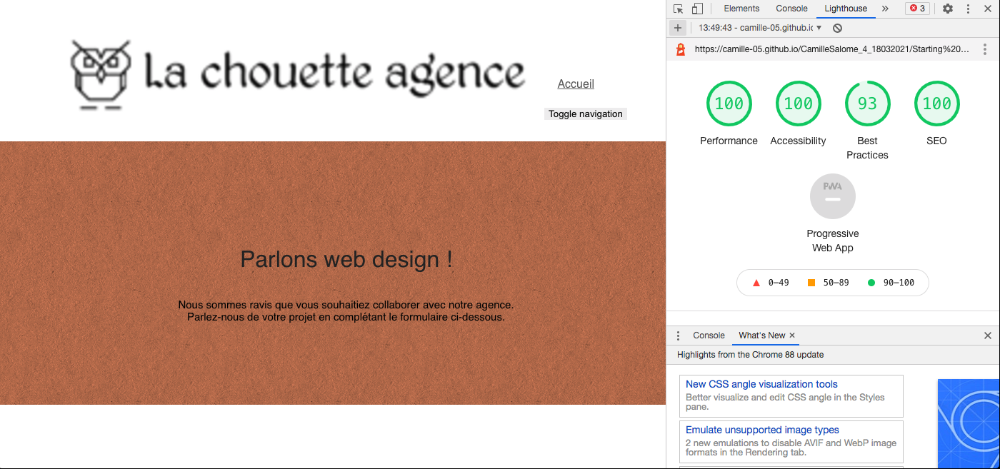 La chouette agence
Accueil
Toggle navigation
Parlons web design !
Nous sommes ravis que vous souhaitiez collaborer avec notre agence.
Parlez-nous de votre projet en complétant le formulaire ci-dessous.
Elements Console Lighthouse » 3
13:49:43 - camille-05.github.ic
https://camille-05.github.io/CamilleSalome_4_18032021/Starting%20...
100 100 93 100
Performance Accessibility Best Practices SEO
PWA
Progressive
Web App
0–49 50–89 90–100
Console What's New
Highlights from the Chrome 88 update
New CSS angle visualization tools
Better visualize and edit CSS angle in the Styles
pane.
Emulate unsupported image types
2 new emulations to disable AVIF and WebP image
formats in the Rendering tab.